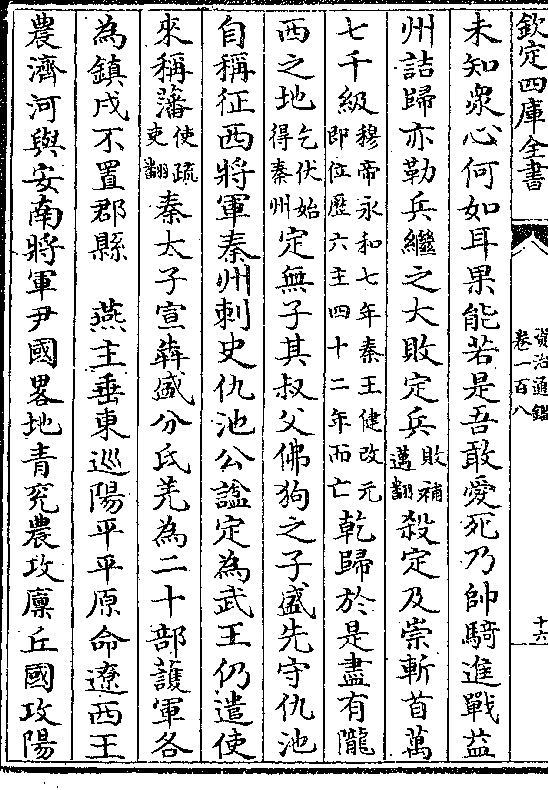 欽定四庫全書
資治通鑑
卷一百八
十六
未知衆心何如耳果能若是吾敢愛死乃帥騎進戰益
州詰歸亦勒兵繼之大敗定兵敗補邁翻殺定及崇斬首萬
七千級穆帝永和七年秦王健改元即位歷六主四十二年而亡乾歸於是盡有隴
西之地乞伏始得秦州定無子其叔父佛狗之子盛先守仇池
自稱征西將軍秦州刺史仇池公諡定為武王仍遣使
來稱藩使疏吏翻秦太子宣犇盛分氐羌為二十部護軍各
為鎮戍不置郡縣　燕主垂東巡陽平平原命遼西王
農濟河與安南將軍尹國畧地青兖農攻廩丘國攻陽